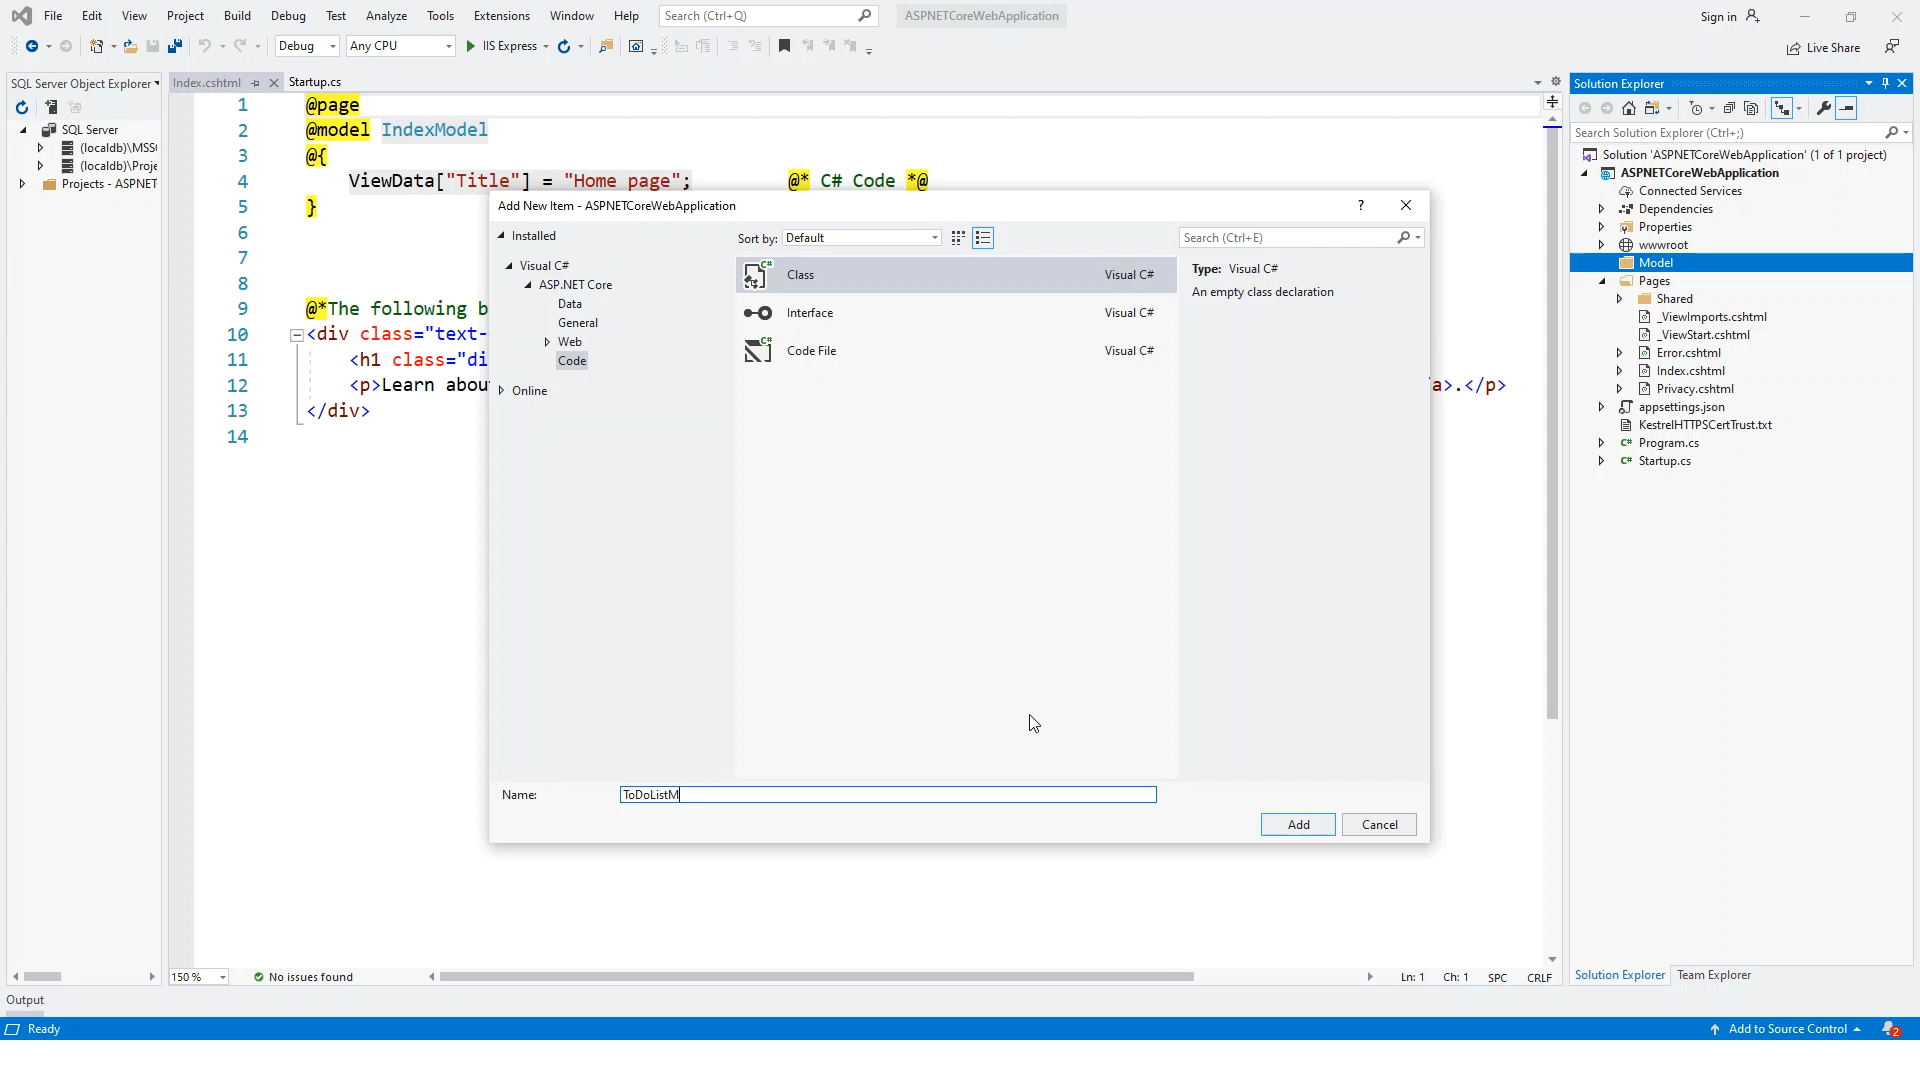 File Edit View Project Build Debug Test Analyze Tools Extensions Window Help Search (Ctrl+Q) ASPNETCoreWebApplication Sign in
Debug Any CPU IIS Express Live Share
SQL Server Object Explorer
SQL Server
(localdb)\MSS
(localdb)\Proje
Projects - ASPNET
Index.cshtml Startup.cs
1 @page
2 @model IndexModel
3 @{
4 ViewData["Title"] = "Home page"; @* C# Code *@
5 }
6
7
8
9 @*The following b
10 <div class="text-
11 <h1 class="di
12 <p>Learn abou a>.</p>
13 </div>
14
Add New Item - ASPNETCoreWebApplication ?
Installed
Visual C#
ASP.NET Core
Data
General
Web
Code
Online
Sort by: Default
Search (Ctrl+E)
Class Visual C#
Interface Visual C#
Code File Visual C#
Type: Visual C#
An empty class declaration
Name: ToDoListM
Add Cancel
Solution Explorer
Search Solution Explorer (Ctrl+;)
Solution 'ASPNETCoreWebApplication' (1 of 1 project)
ASPNETCoreWebApplication
Connected Services
Dependencies
Properties
wwwroot
Model
Pages
Shared
_ViewImports.cshtml
_ViewStart.cshtml
Error.cshtml
Index.cshtml
Privacy.cshtml
appsettings.json
KestrelHTTPSCertTrust.txt
C# Program.cs
C# Startup.cs
Solution Explorer Team Explorer
150 % No issues found Ln: 1 Ch: 1 SPC CRLF
Output
Ready Add to Source Control 2